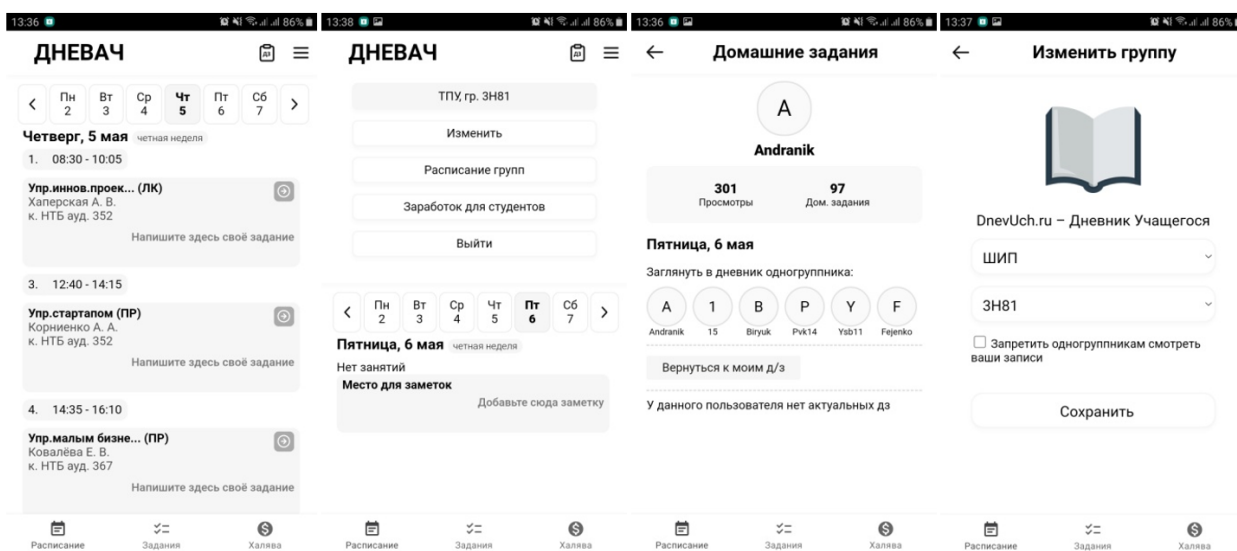 13:36 86%
ДНЕВАЧ
ДЗ
Пн Вт Ср Чт Пт Сб
2 3 4 5 6 7
Четверг, 5 мая четная неделя
1. 08:30 - 10:05
Упр.иннов.проек... (ЛК)
Хаперская А. В.
к. НТБ ауд. 352
Напишите здесь своё задание
3. 12:40 - 14:15
Упр.стартапом (ПР)
Корниенко А. А.
к. НТБ ауд. 352
Напишите здесь своё задание
4. 14:35 - 16:10
Упр.малым бизне... (ПР)
Ковалёва Е. В.
к. НТБ ауд. 367
Напишите здесь своё задание
Расписание Задания Халява
13:38 86%
ДНЕВАЧ
ДЗ
ТПУ, гр. 3Н81
Изменить
Расписание групп
Заработок для студентов
Выйти
Пн Вт Ср Чт Пт Сб
2 3 4 5 6 7
Пятница, 6 мая четная неделя
Нет занятий
Место для заметок
Добавьте сюда заметку
Расписание Задания Халява
13:36 86%
Домашние задания
A
Andranik
301 97
Просмотры Дом. задания
Пятница, 6 мая
Заглянуть в дневник одногруппника:
A 1 B P Y F
Andranik 15 Biryuk Pvk14 Ysb11 Fejenko
Вернуться к моим д/з
У данного пользователя нет актуальных дз
Расписание Задания Халява
13:37 86%
Изменить группу
DnevUch.ru – Дневник Учащегося
ШИП
3Н81
Запретить одногруппникам смотреть
ваши записи
Сохранить
Расписание Задания Халява